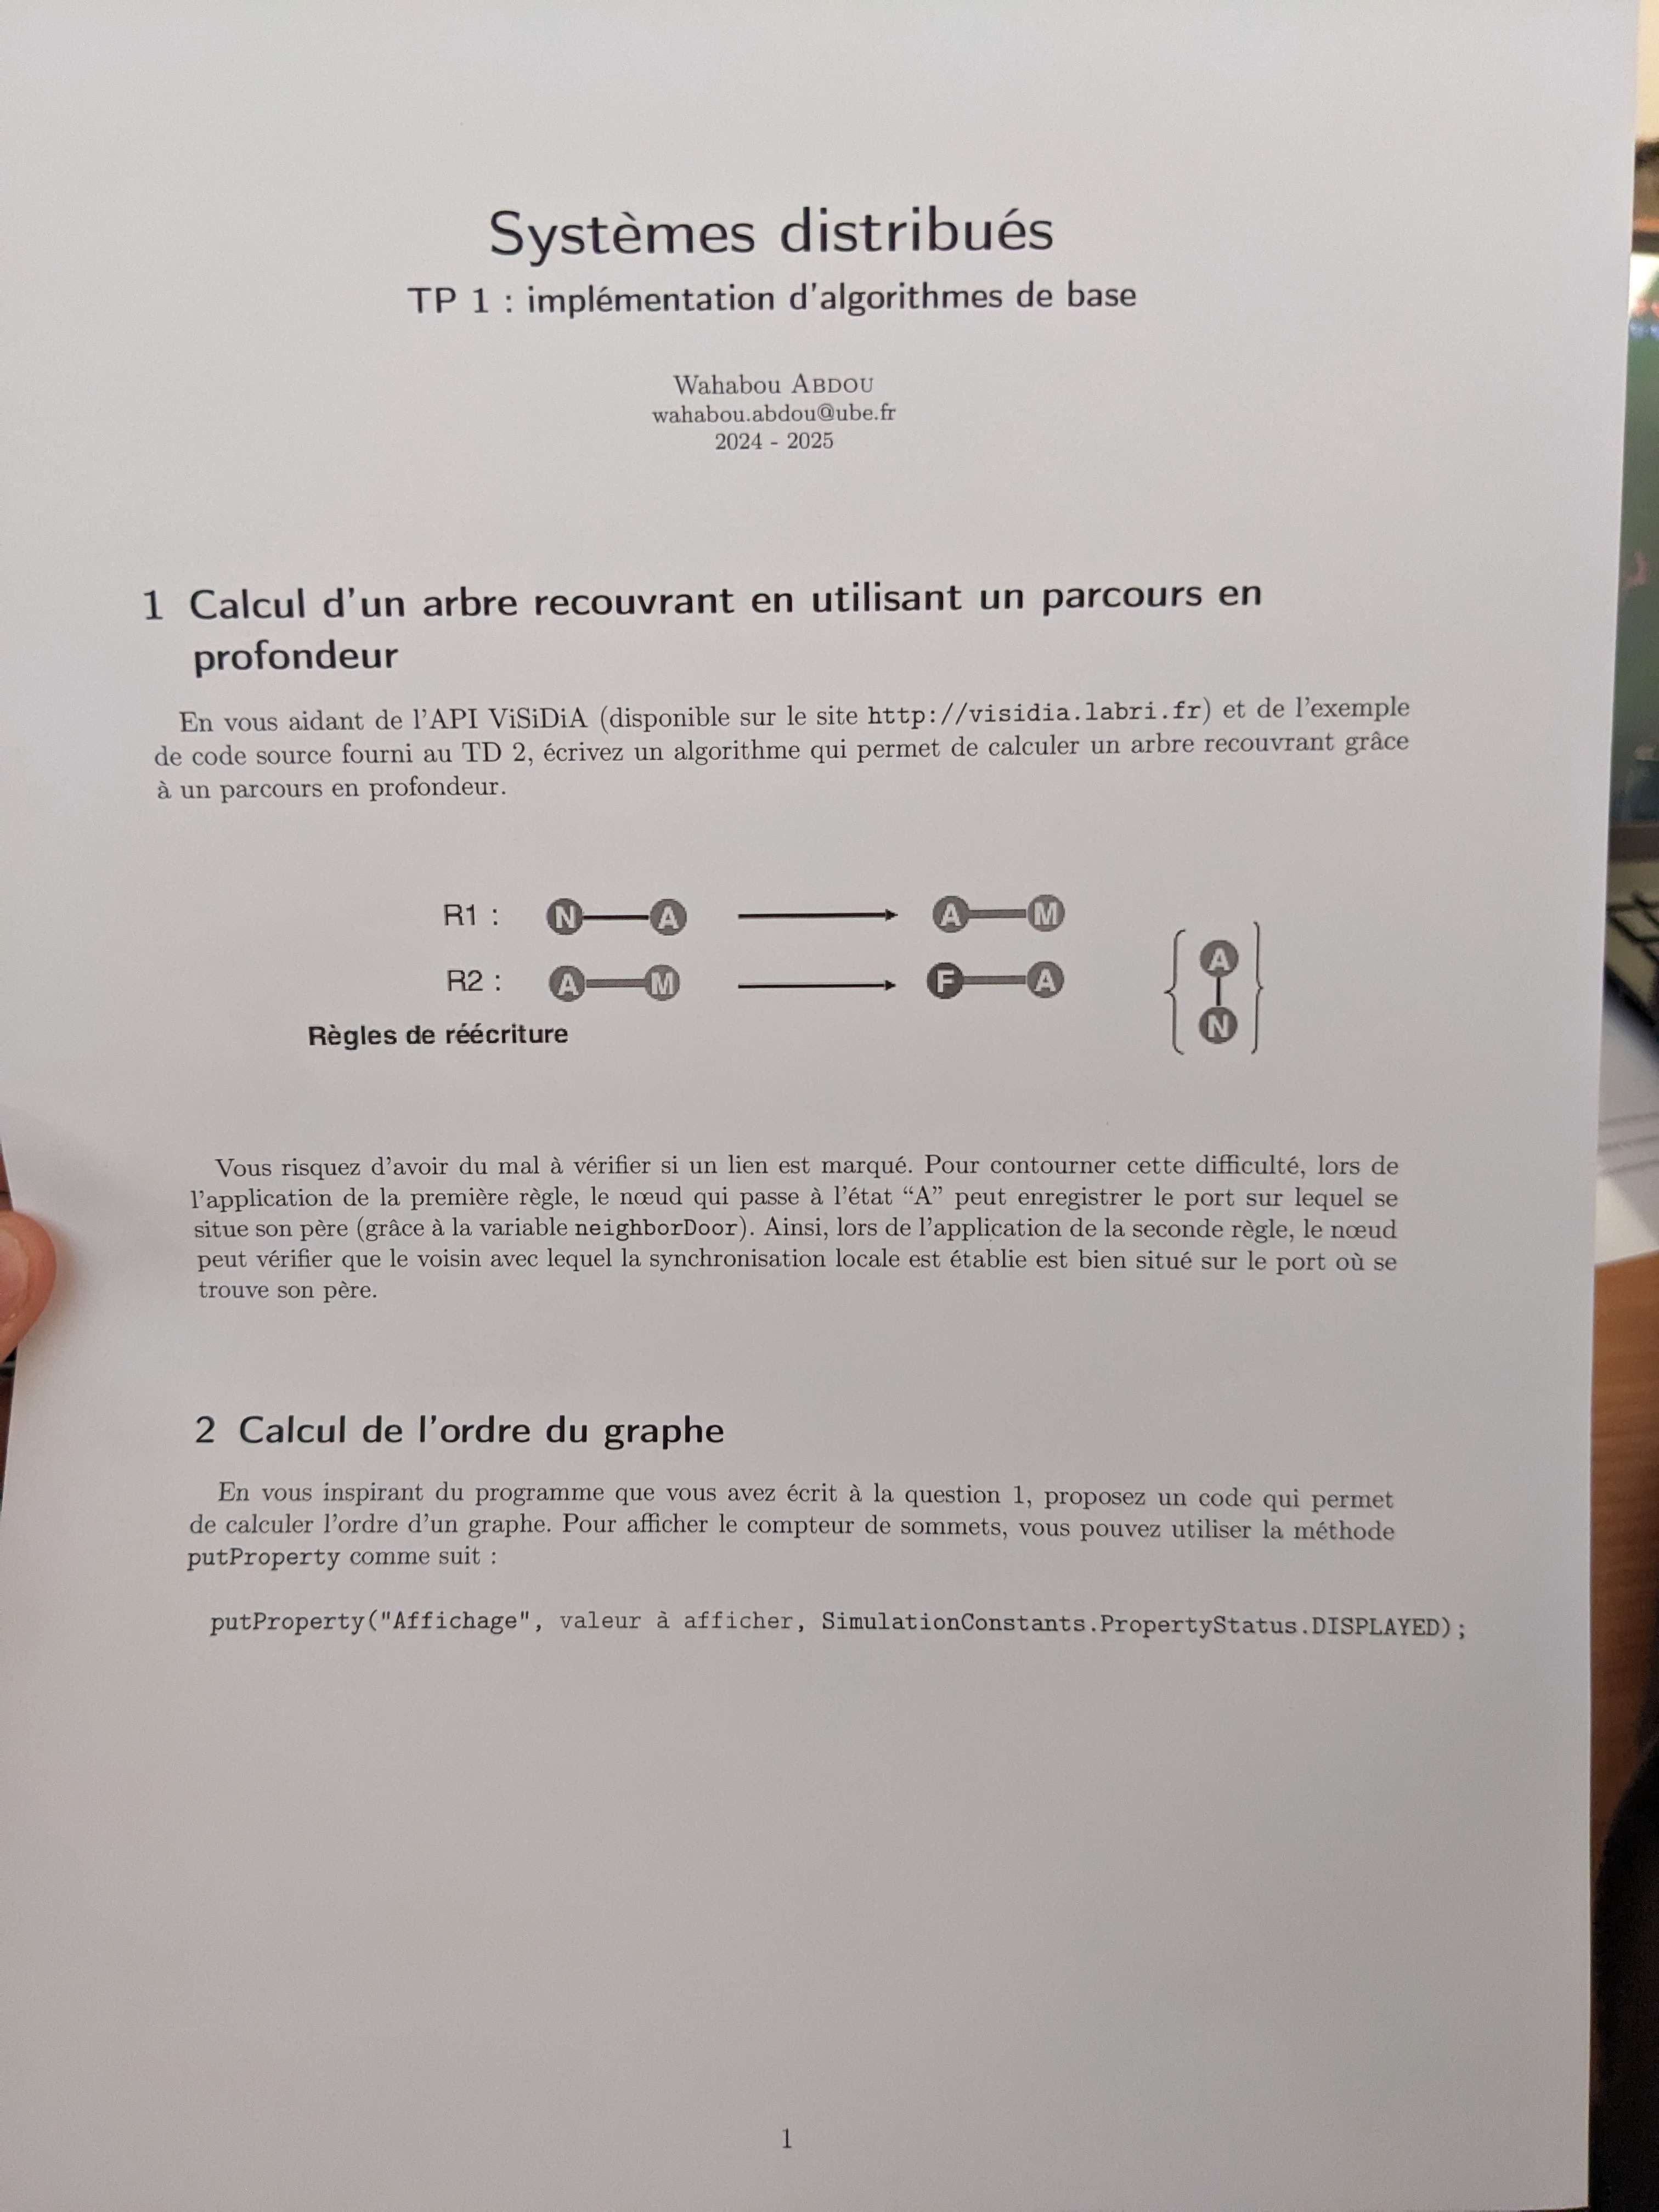 Systèmes distribués
TP 1 : implémentation d'algorithmes de base
Wahabou ABDOU
wahabou.abdou@ube.fr
2024 - 2025
1 Calcul d'un arbre recouvrant en utilisant un parcours en
profondeur
En vous aidant de l'API ViSiDiA (disponible sur le site http://visidia.labri.fr) et de l'exemple
de code source fourni au TD 2, écrivez un algorithme qui permet de calculer un arbre recouvrant grâce
à un parcours en profondeur.
R1 : N A A M
R2 : A M F A
A
N
Règles de réécriture
Vous risquez d'avoir du mal à vérifier si un lien est marqué. Pour contourner cette difficulté, lors de
l'application de la première règle, le nœud qui passe à l'état “A” peut enregistrer le port sur lequel se
situe son père (grâce à la variable neighborDoor). Ainsi, lors de l'application de la seconde règle, le nœud
peut vérifier que le voisin avec lequel la synchronisation locale est établie est bien situé sur le port où se
trouve son père.
2 Calcul de l'ordre du graphe
En vous inspirant du programme que vous avez écrit à la question 1, proposez un code qui permet
de calculer l'ordre d'un graphe. Pour afficher le compteur de sommets, vous pouvez utiliser la méthode
putProperty comme suit :
putProperty("Affichage", valeur à afficher, SimulationConstants.PropertyStatus.DISPLAYED);
1